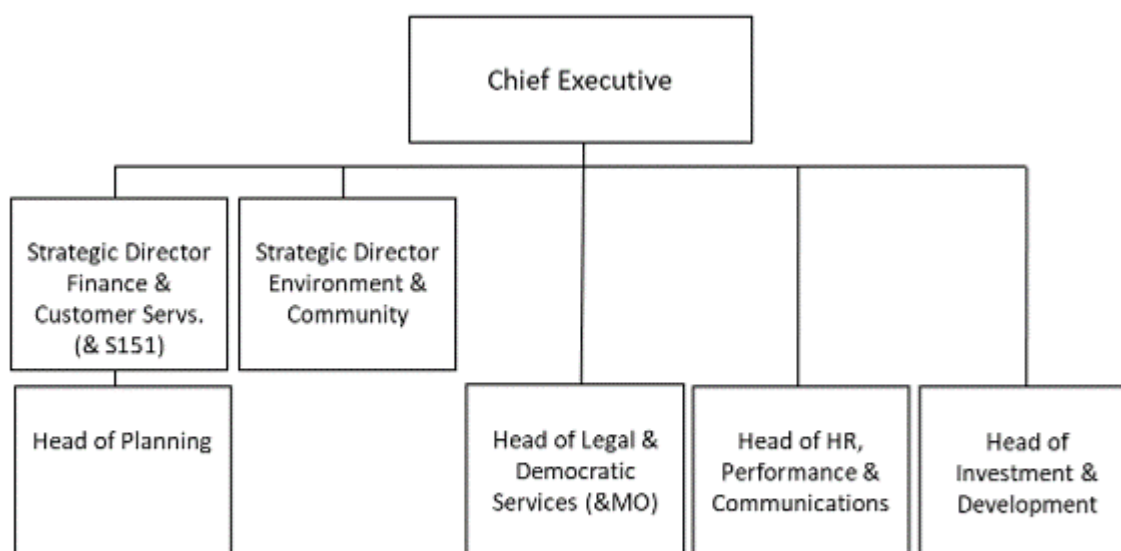 Chief Executive
Strategic Director
Finance &
Customer Servs.
(& S151)
Strategic Director
Environment &
Community
Head of Planning
Head of Legal &
Democratic
Services (&MO)
Head of HR,
Performance &
Communications
Head of
Investment &
Development